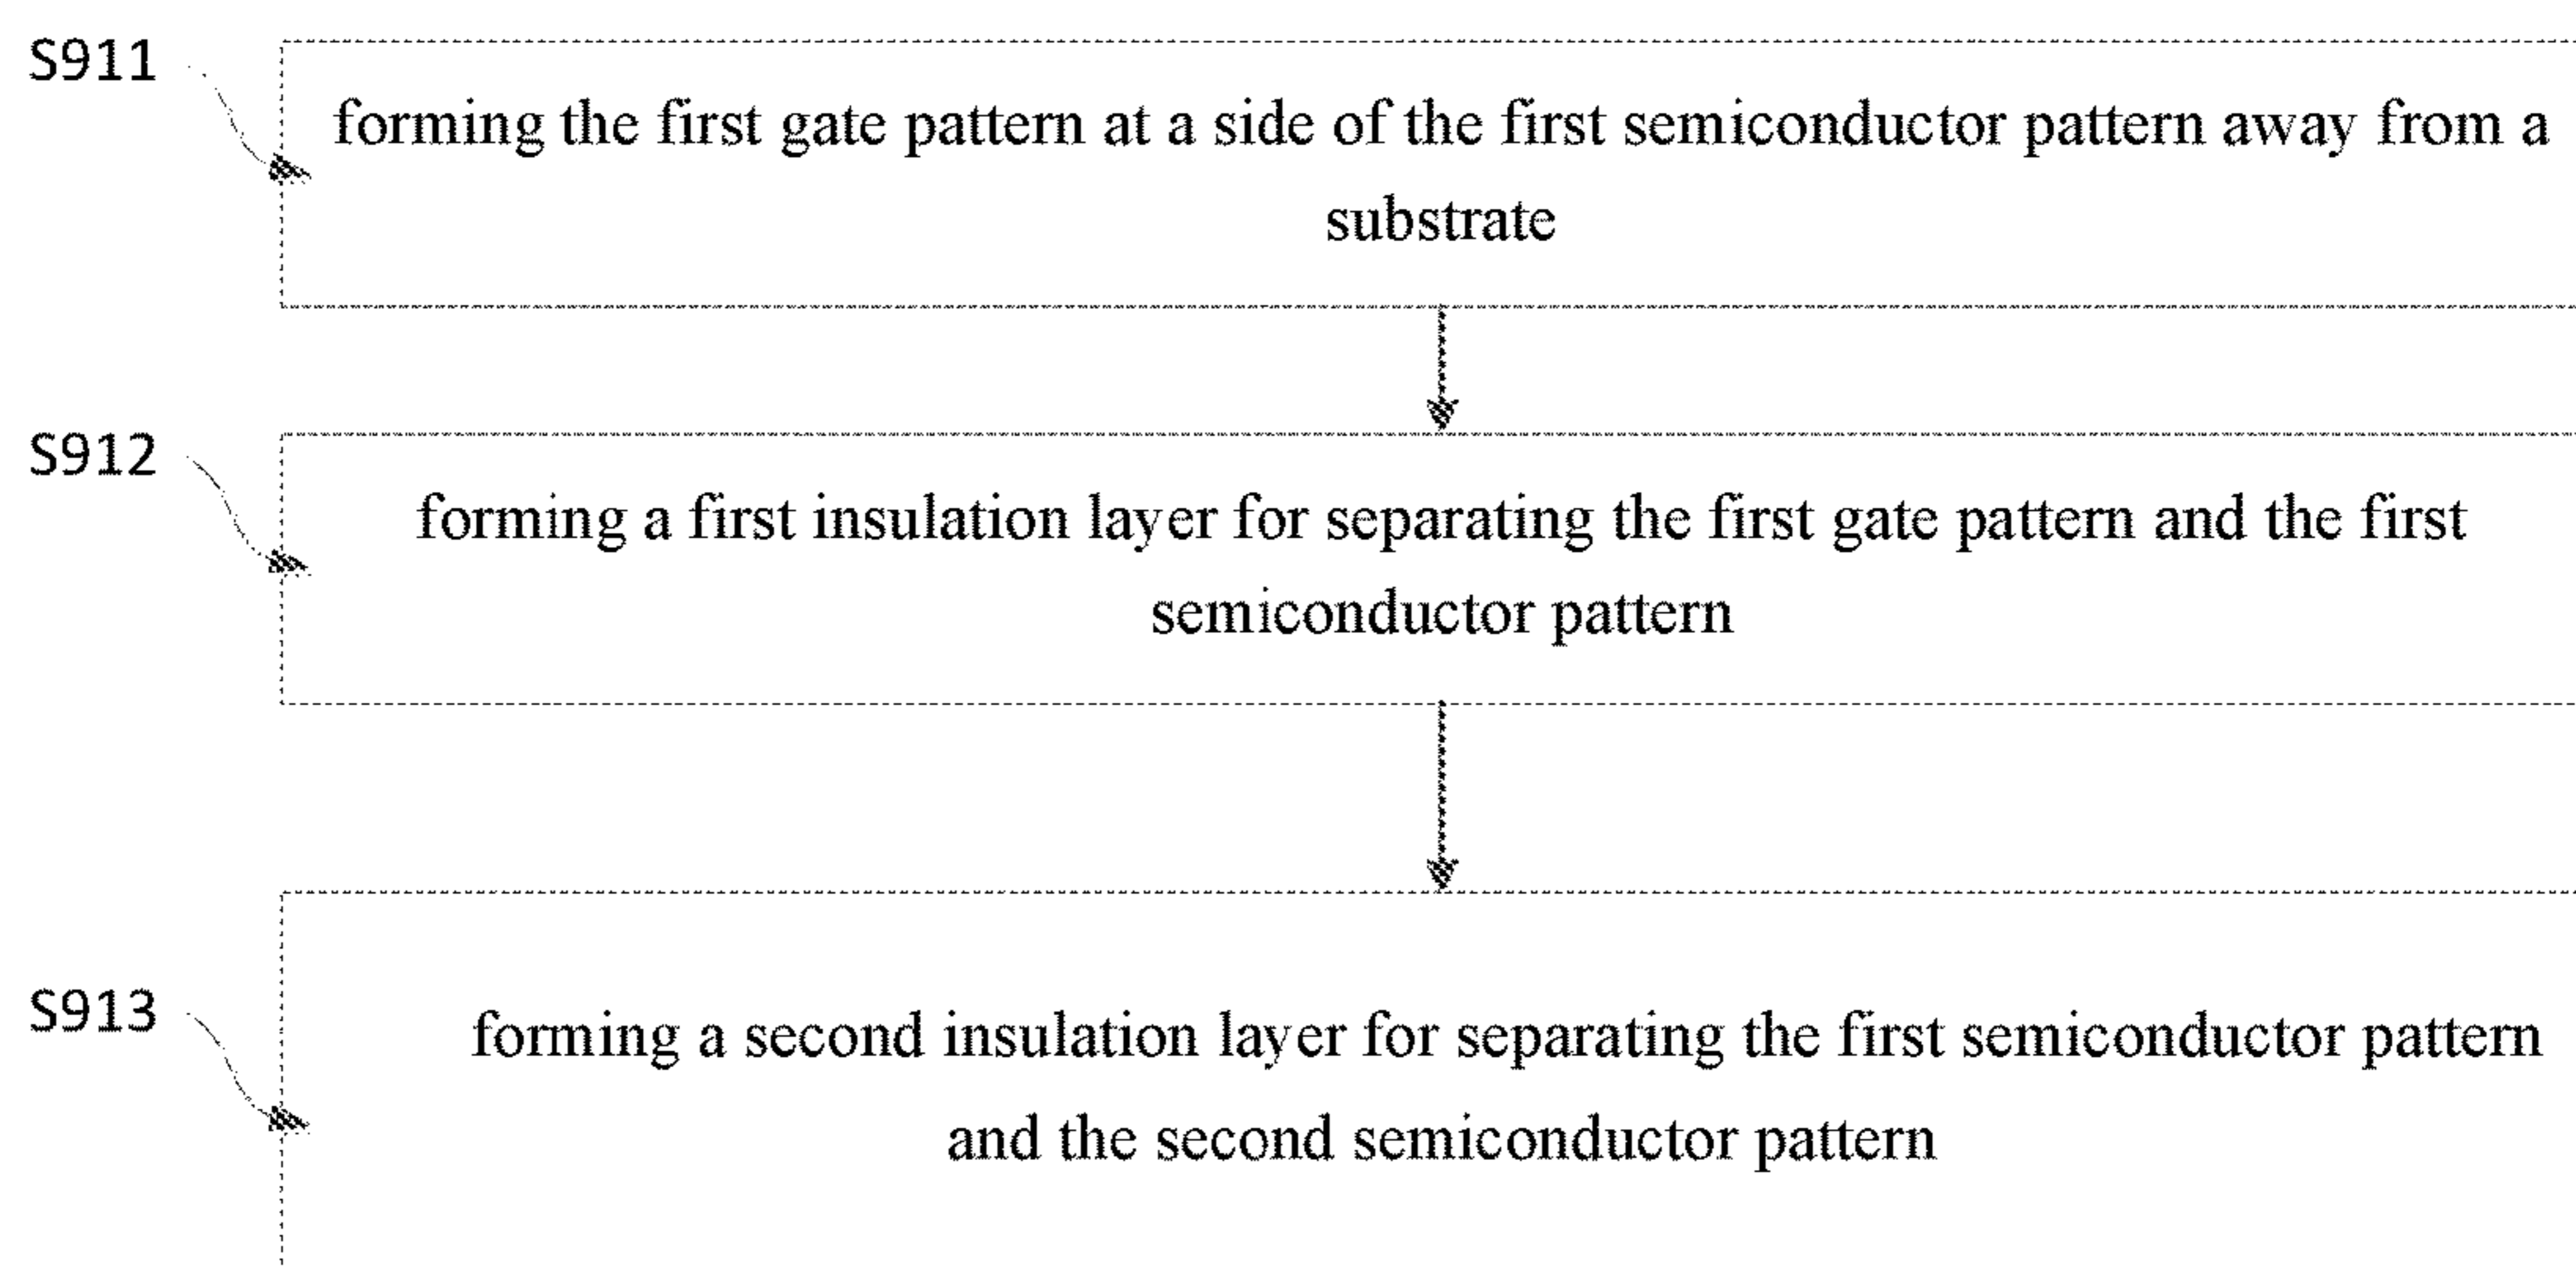 S911
forming the first gate pattern at a side of the first semiconductor pattern away from a
substrate
S912
forming a first insulation layer for separating the first gate pattern and the first
semiconductor pattern
S913
forming a second insulation layer for separating the first semiconductor pattern
and the second semiconductor pattern